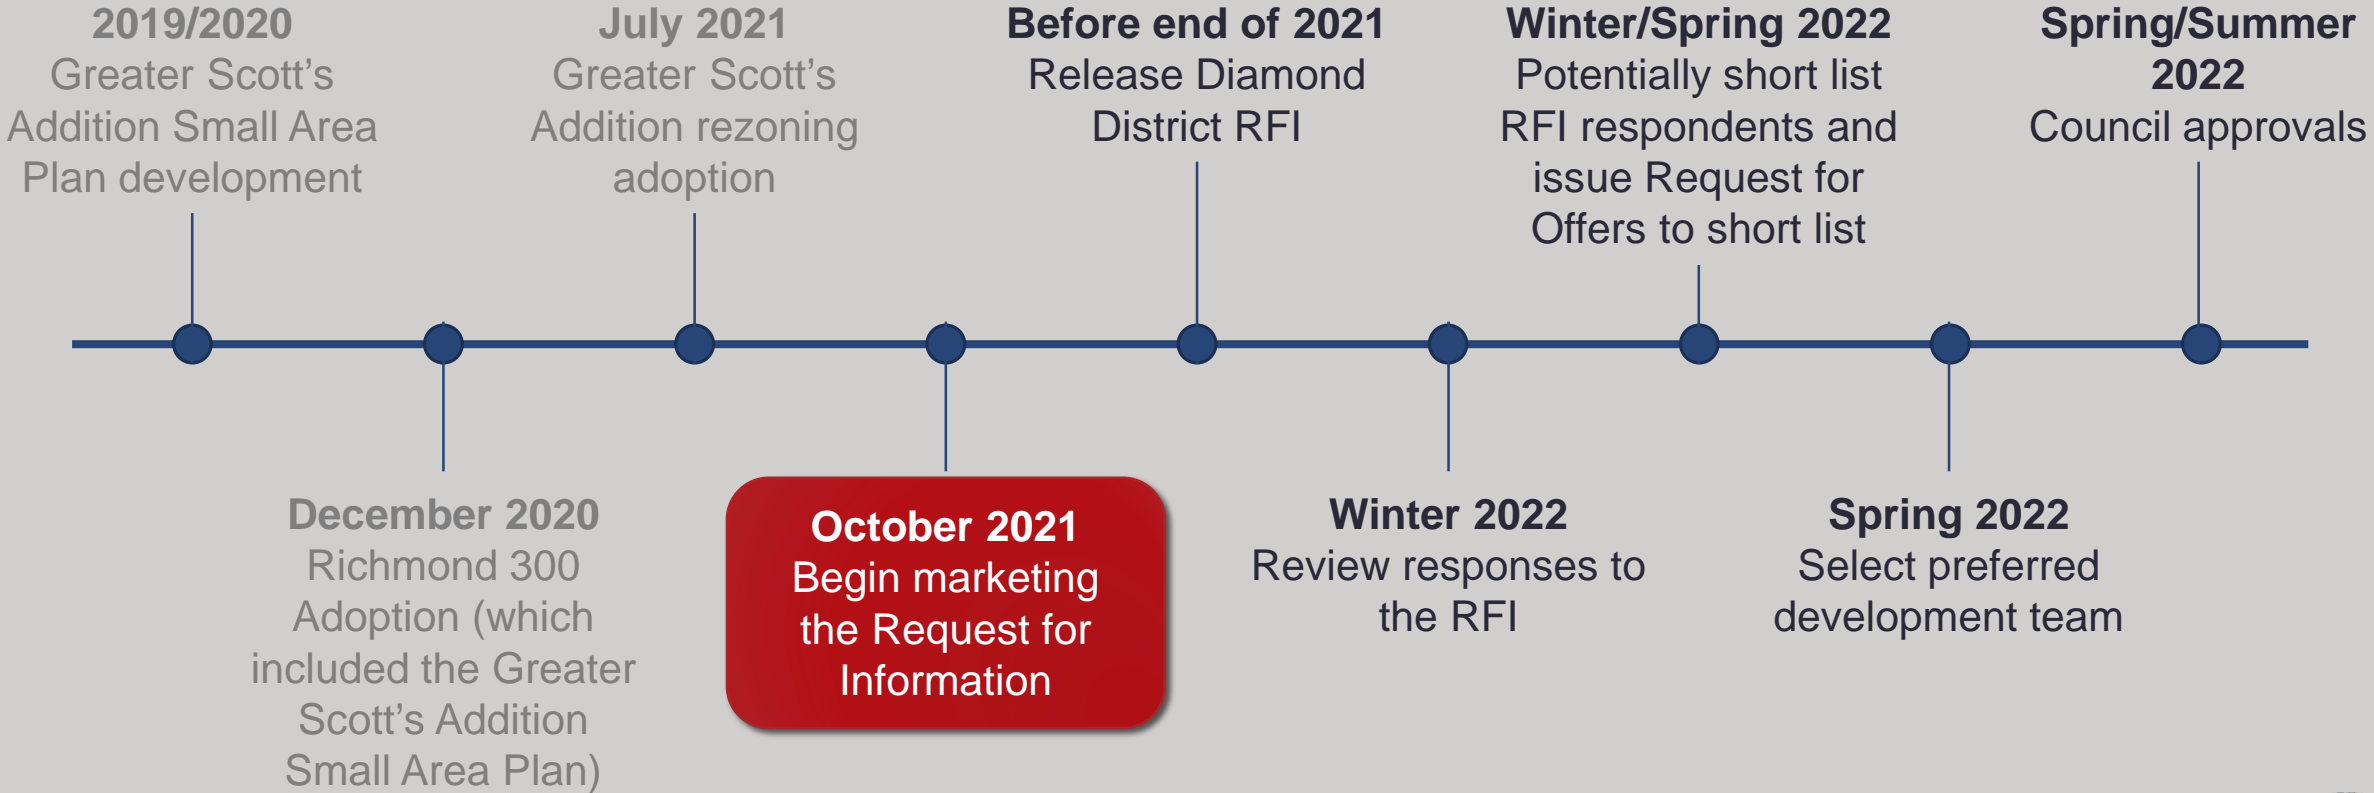 2019/2020
Greater Scott's
Addition Small Area
Plan development
July 2021
Greater Scott's
Addition rezoning
adoption
Before end of 2021
Release Diamond
District RFI
Winter/Spring 2022
Potentially short list
RFI respondents and
issue Request for
Offers to short list
Spring/Summer
2022
Council approvals
December 2020
Richmond 300
Adoption (which
included the Greater
Scott's Addition
Small Area Plan)
October 2021
Begin marketing
the Request for
Information
Winter 2022
Review responses to
the RFI
Spring 2022
Select preferred
development team